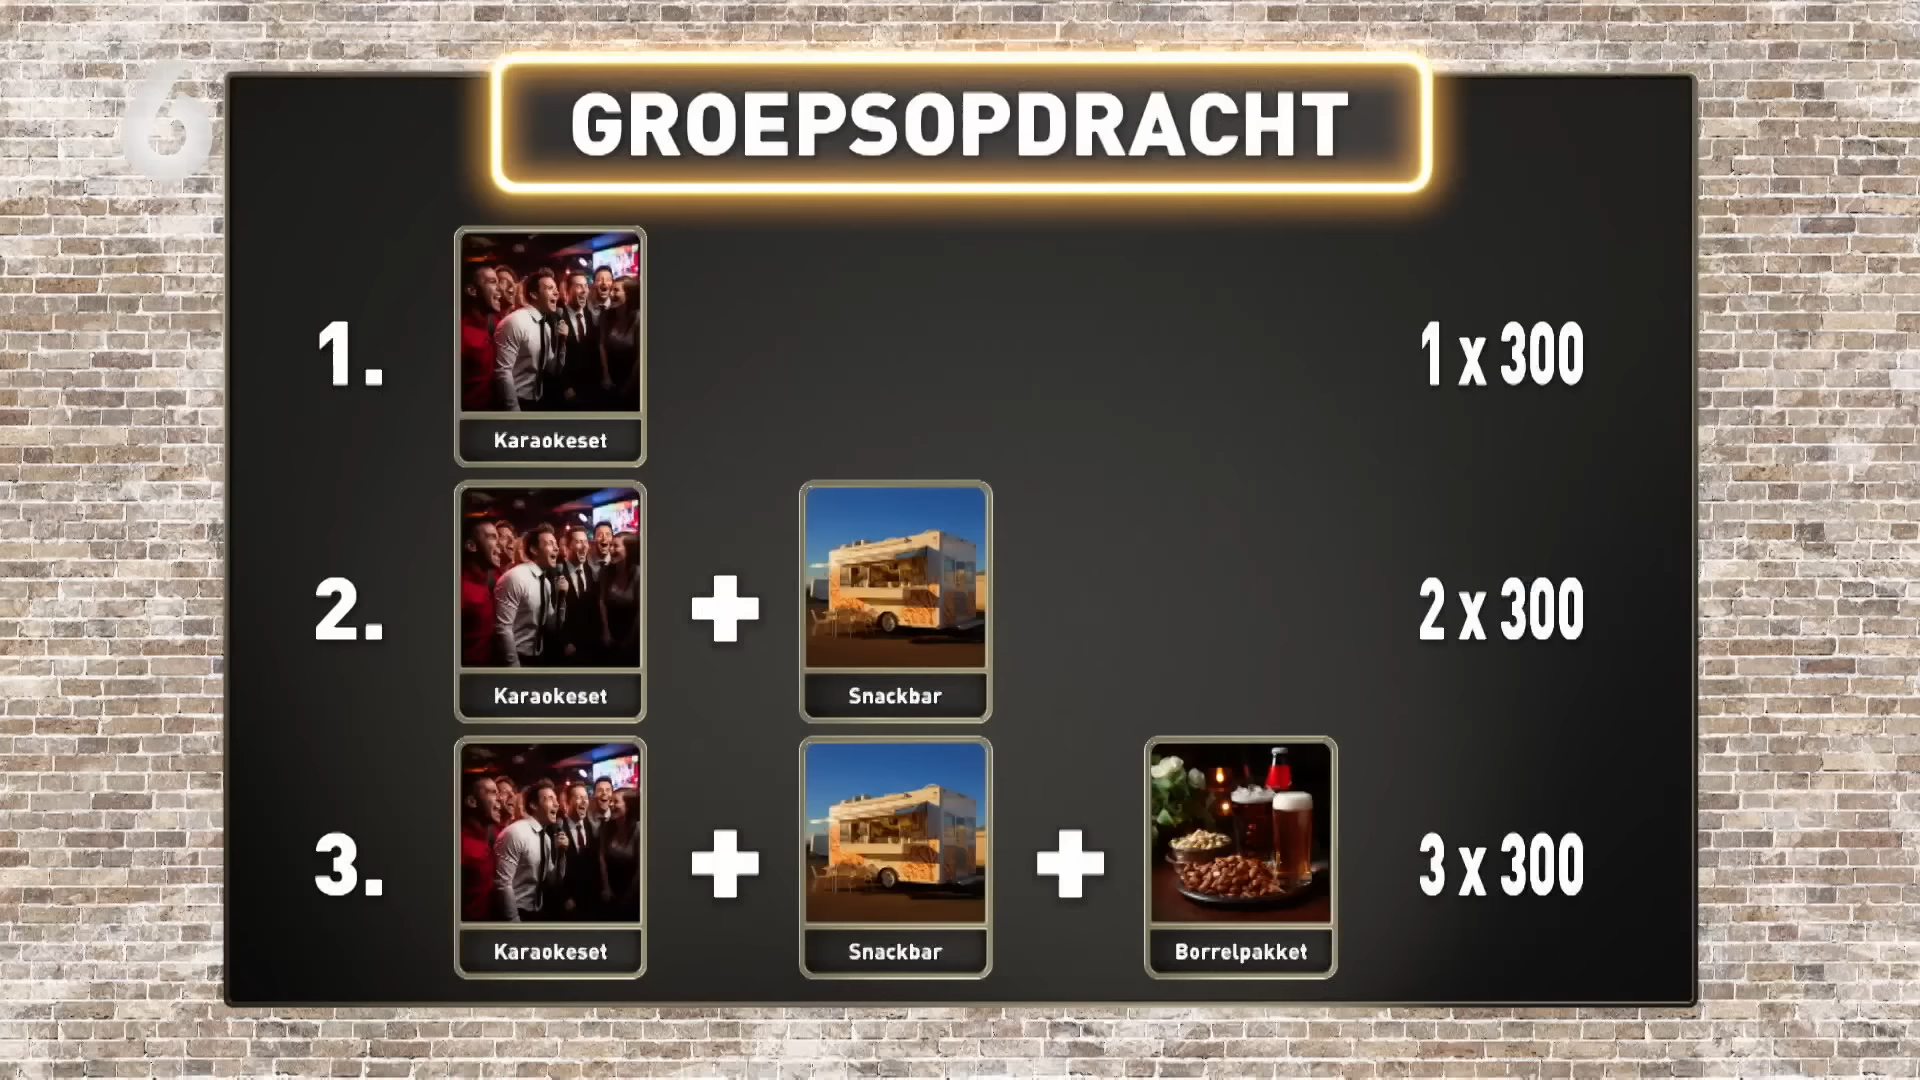 6
GROEPSOPDRACHT
1.
Karaokeset
1 x 300
2.
Karaokeset
+
Snackbar
2 x 300
3.
Karaokeset
+
Snackbar
+
Borrelpakket
3 x 300